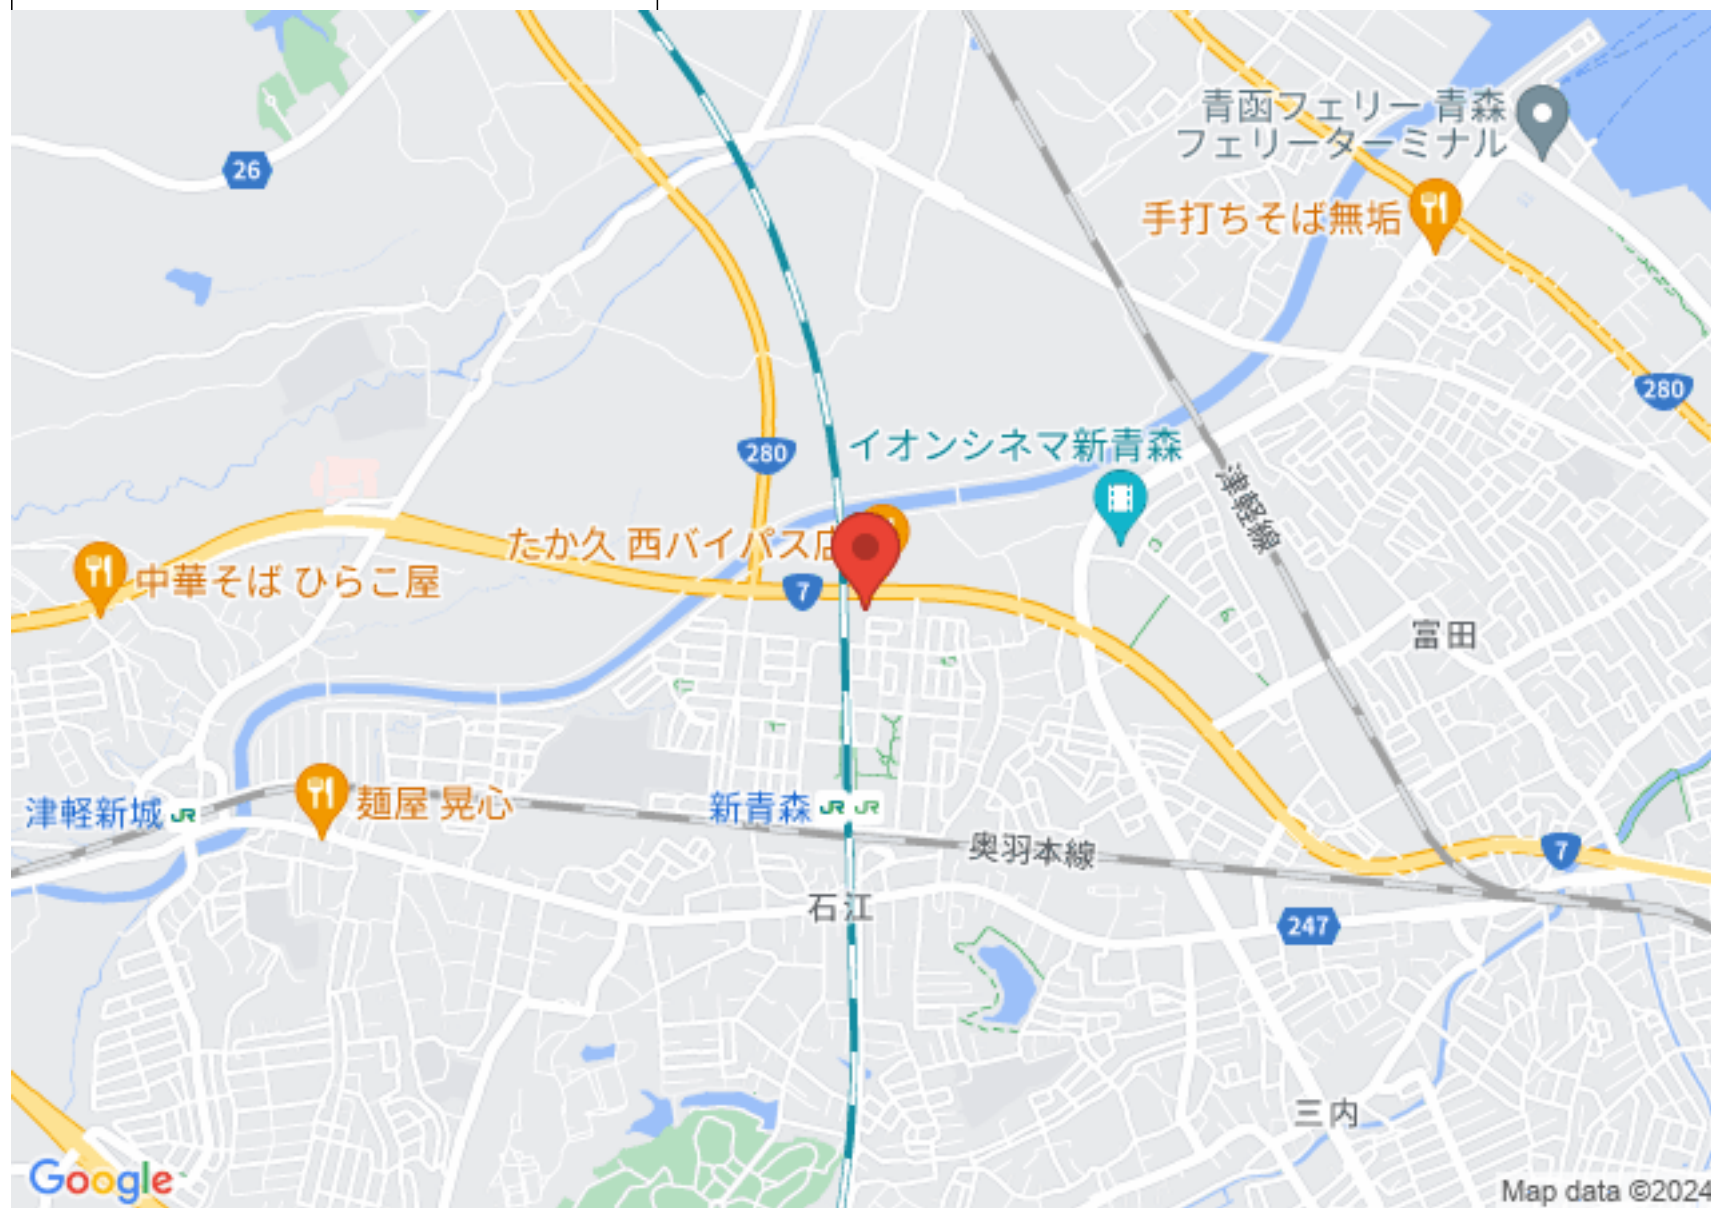 青函フェリー 青森
フェリーターミナル
26
手打ちそば無垢
280
イオンシネマ新青森
280
津軽線
たか久 西バイパス店
7
中華そば ひらこ屋
富田
津軽新城 JR
麺屋 晃心
新青森 JR JR
奥羽本線
7
石江
247
三内
Google
Map data ©2024